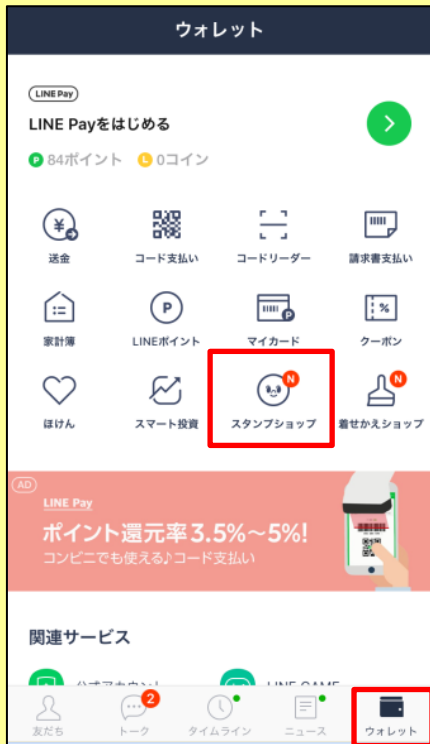 ウォレット
LINE Pay
LINE Payをはじめる
P 84ポイント L 0コイン
送金 コード支払い コードリーダー 請求書支払い
P P
家計簿 LINEポイント マイカード クーポン
N N
ほけん スマート投資 スタンプショップ 着せかえショップ
AD
LINE Pay
ポイント還元率3.5%~5%!
コンビニでも使える♪コード支払い
関連サービス
LINE GAME
2
友だち トーク タイムライン ニュース ウォレット